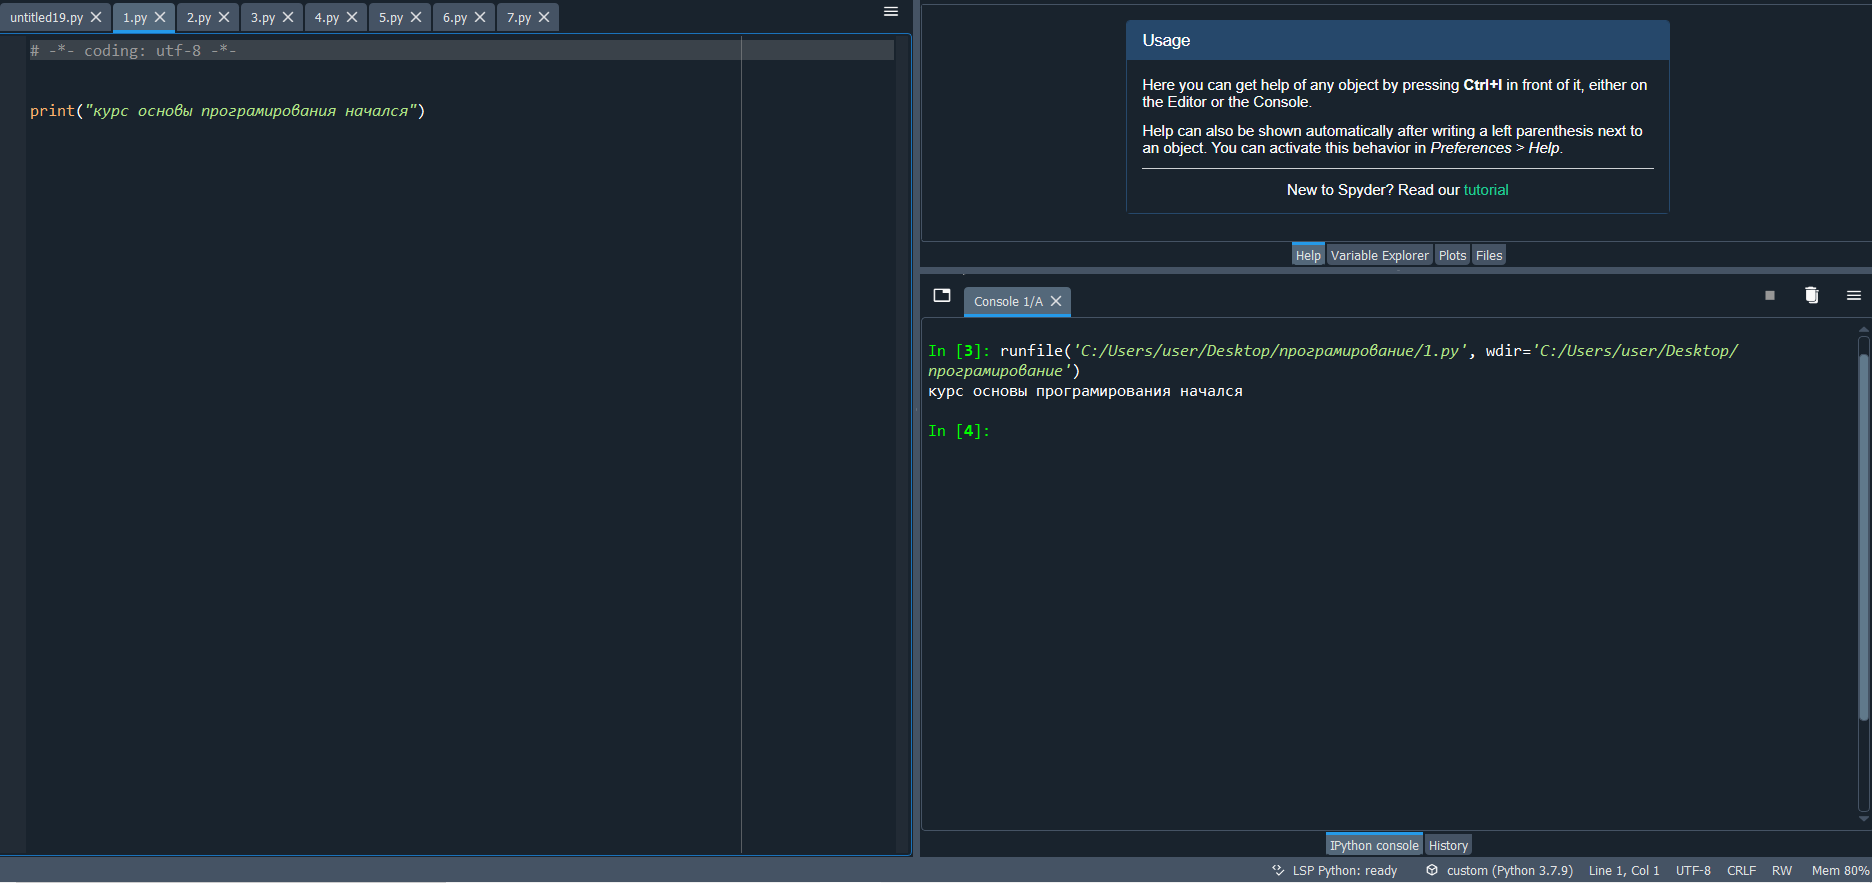 untitled19.py 1.py 2.py 3.py 4.py 5.py 6.py 7.py
# -*- coding: utf-8 -*-
print("курс основы програмирования начался")
Usage
Here you can get help of any object by pressing Ctrl+I in front of it, either on
the Editor or the Console.
Help can also be shown automatically after writing a left parenthesis next to
an object. You can activate this behavior in Preferences > Help.
New to Spyder? Read our tutorial
Help Variable Explorer Plots Files
Console 1/A
In [3]: runfile('C:/Users/user/Desktop/програмирование/1.py', wdir='C:/Users/user/Desktop/
програмирование')
курс основы програмирования начался
In [4]:
IPython console History
LSP Python: ready custom (Python 3.7.9) Line 1, Col 1 UTF-8 CRLF RW Mem 80%